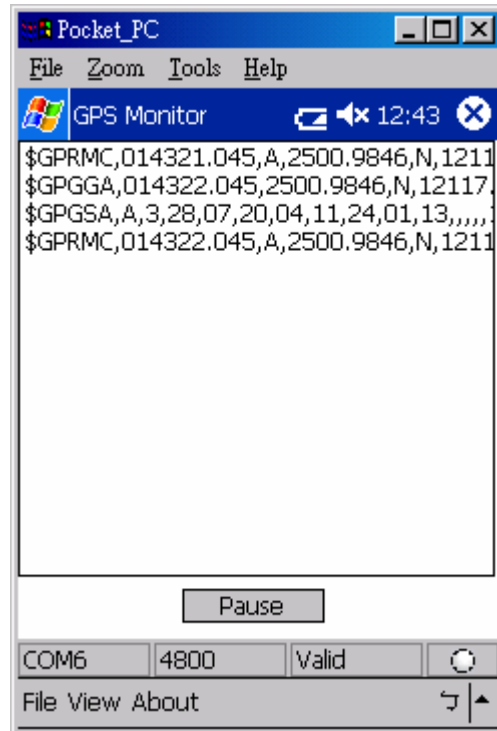 Pocket_PC
File Zoom Tools Help
GPS Monitor 12:43
$GPRMC,014321.045,A,2500.9846,N,1211
$GPGGA,014322.045,2500.9846,N,12117.
$GPGSA,A,3,28,07,20,04,11,24,01,13,,,,,
$GPRMC,014322.045,A,2500.9846,N,1211
Pause
COM6 4800 Valid
File View About ㄅ